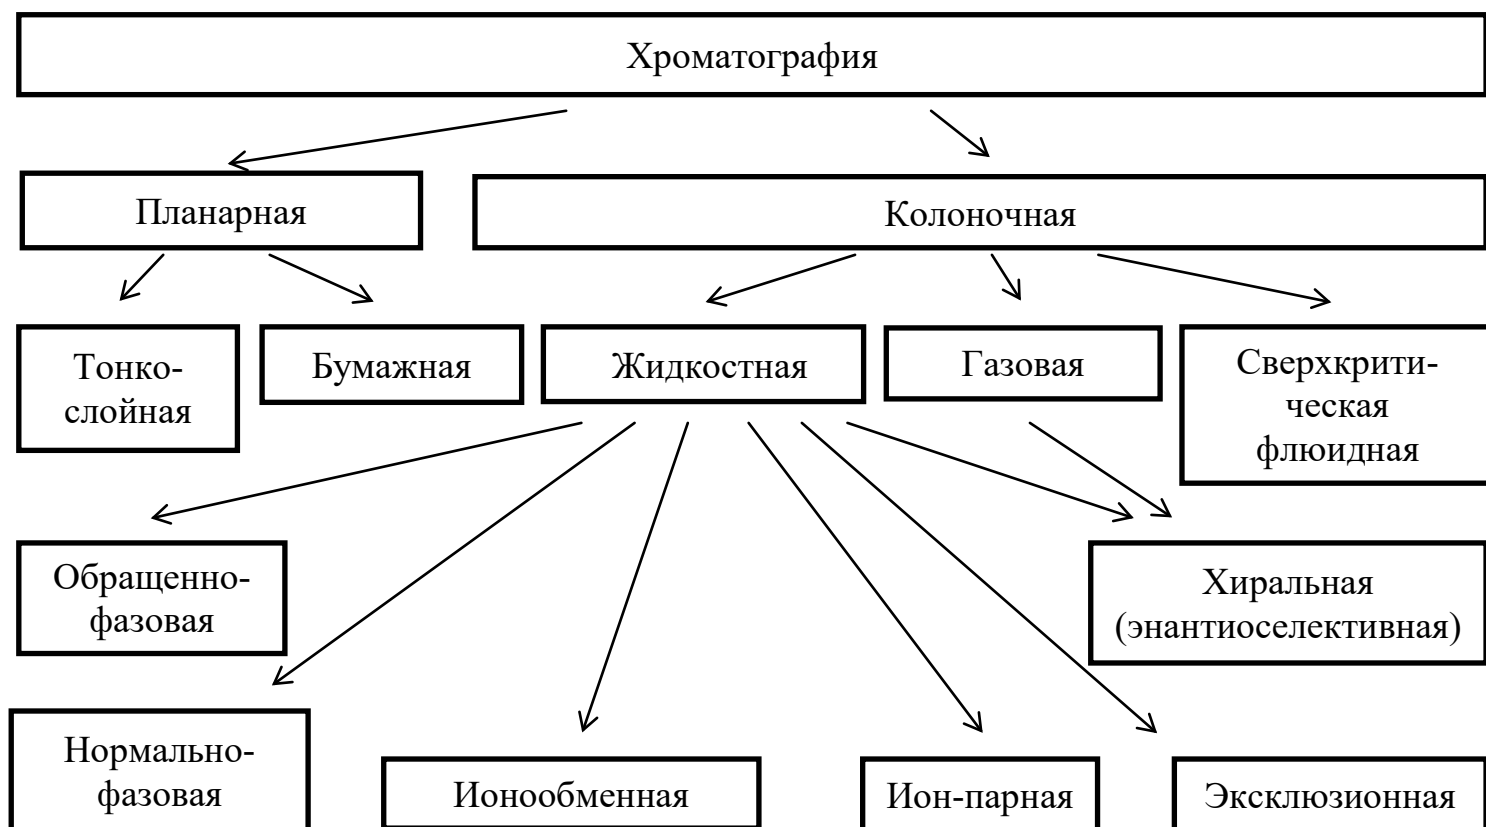 Хроматография
Планарная
Колоночная
Тонко-
слойная
Бумажная
Жидкостная
Газовая
Сверхкрити-
ческая
флюидная
Обращенно-
фазовая
Хиральная
(энантиоселективная)
Нормально-
фазовая
Ионообменная
Ион-парная
Эксклюзионная